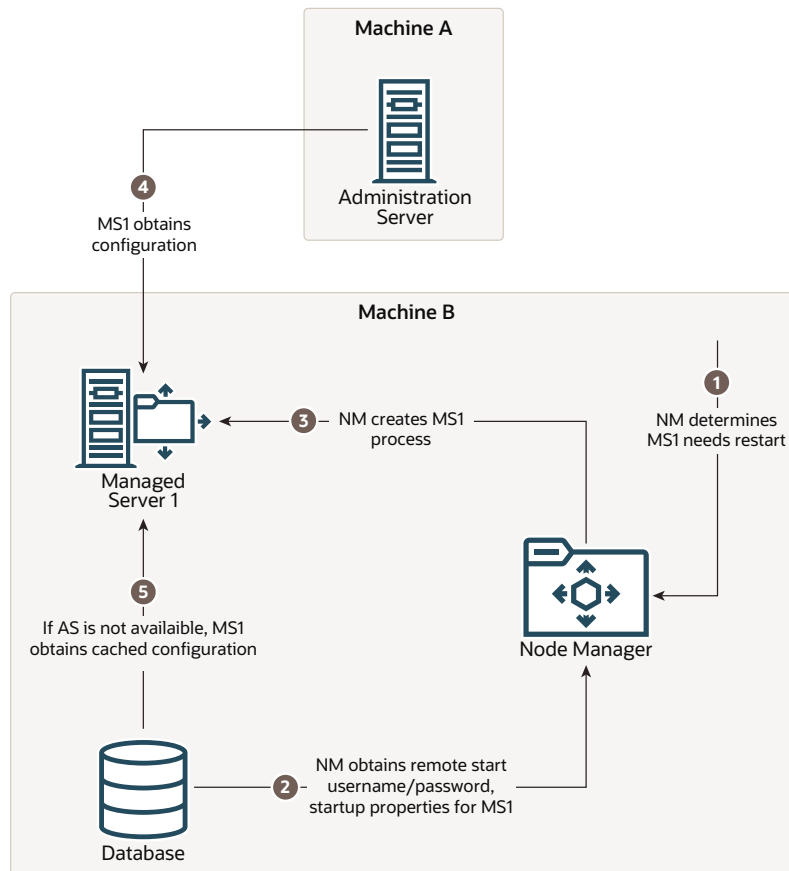 Machine A
Administration
Server
4
MS1 obtains
configuration
Machine B
1
NM determines
MS1 needs restart
3
NM creates MS1
process
Managed
Server 1
5
If AS is not availaible, MS1
obtains cached configuration
Node Manager
2
NM obtains remote start
username/password,
startup properties for MS1
Database